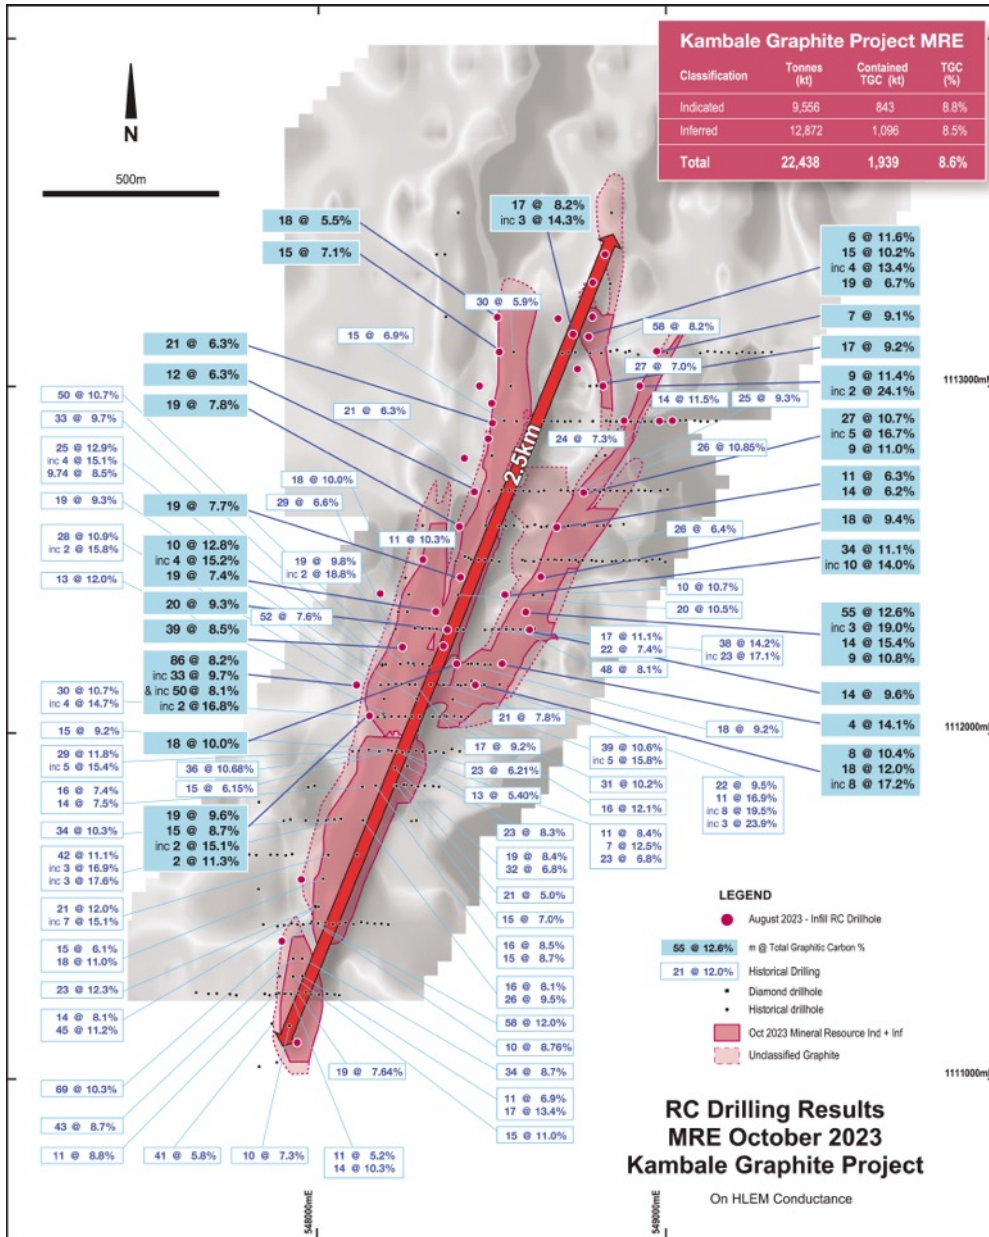 Kambale Graphite Project MRE
Classification Tonnes (kt) Contained TGC (kt) TGC (%)
Indicated 9,556 843 8.8%
Inferred 12,872 1,096 8.5%
Total 22,438 1,939 8.6%
N
500m
17 @ 8.2%
inc 3 @ 14.3%
18 @ 5.5%
15 @ 7.1%
6 @ 11.6%
15 @ 10.2%
inc 4 @ 13.4%
19 @ 6.7%
30 @ 5.9%
15 @ 6.9%
58 @ 8.2%
7 @ 9.1%
21 @ 6.3%
17 @ 9.2%
27 @ 7.0%
12 @ 6.3%
9 @ 11.4%
inc 2 @ 24.1%
1113000mN
50 @ 10.7%
19 @ 7.8%
14 @ 11.5%
25 @ 9.3%
33 @ 9.7%
21 @ 6.3%
27 @ 10.7%
inc 5 @ 16.7%
9 @ 11.0%
2.5km
24 @ 7.3%
26 @ 10.85%
25 @ 12.9%
inc 4 @ 15.1%
9.74 @ 8.5%
18 @ 10.0%
11 @ 6.3%
14 @ 6.2%
19 @ 9.3%
19 @ 7.7%
29 @ 6.6%
26 @ 6.4%
18 @ 9.4%
28 @ 10.9%
inc 2 @ 15.8%
10 @ 12.8%
inc 4 @ 15.2%
19 @ 7.4%
11 @ 10.3%
19 @ 9.8%
inc 2 @ 18.8%
34 @ 11.1%
inc 10 @ 14.0%
13 @ 12.0%
10 @ 10.7%
20 @ 9.3%
52 @ 7.6%
20 @ 10.5%
55 @ 12.6%
inc 3 @ 19.0%
14 @ 15.4%
9 @ 10.8%
39 @ 8.5%
17 @ 11.1%
22 @ 7.4%
38 @ 14.2%
inc 23 @ 17.1%
86 @ 8.2%
inc 33 @ 9.7%
& inc 50 @ 8.1%
inc 2 @ 16.8%
48 @ 8.1%
14 @ 9.6%
30 @ 10.7%
inc 4 @ 14.7%
21 @ 7.8%
18 @ 9.2%
4 @ 14.1%
15 @ 9.2%
18 @ 10.0%
1112000mN
17 @ 9.2%
39 @ 10.6%
inc 5 @ 15.8%
8 @ 10.4%
18 @ 12.0%
inc 8 @ 17.2%
29 @ 11.8%
inc 5 @ 15.4%
36 @ 10.68%
23 @ 6.21%
31 @ 10.2%
16 @ 7.4%
14 @ 7.5%
15 @ 6.15%
13 @ 5.40%
16 @ 12.1%
22 @ 9.5%
11 @ 16.9%
inc 8 @ 19.5%
inc 3 @ 23.9%
19 @ 9.6%
15 @ 8.7%
inc 2 @ 15.1%
2 @ 11.3%
34 @ 10.3%
23 @ 8.3%
11 @ 8.4%
7 @ 12.5%
23 @ 6.8%
42 @ 11.1%
inc 3 @ 16.9%
inc 3 @ 17.6%
19 @ 8.4%
32 @ 6.8%
21 @ 5.0%
21 @ 12.0%
inc 7 @ 15.1%
15 @ 7.0%
15 @ 6.1%
18 @ 11.0%
16 @ 8.5%
15 @ 8.7%
23 @ 12.3%
16 @ 8.1%
26 @ 9.5%
14 @ 8.1%
45 @ 11.2%
58 @ 12.0%
10 @ 8.76%
19 @ 7.64%
34 @ 8.7%
69 @ 10.3%
11 @ 6.9%
17 @ 13.4%
43 @ 8.7%
15 @ 11.0%
11 @ 8.8%
41 @ 5.8%
10 @ 7.3%
11 @ 5.2%
14 @ 10.3%
LEGEND
August 2023 - Infill RC Drillhole
55 @ 12.6% m @ Total Graphitic Carbon %
21 @ 12.0% Historical Drilling
Diamond drillhole
Historical drillhole
Oct 2023 Mineral Resource Ind + Inf
Unclassified Graphite
1111000mN
RC Drilling Results
MRE October 2023
Kambale Graphite Project
On HLEM Conductance
548000mE
549000mE